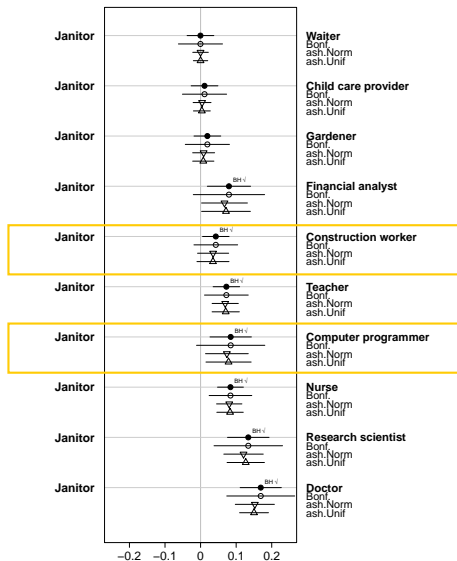 Janitor Waiter
Bonf.
ash.Norm
ash.Unif
Janitor Child care provider
Bonf.
ash.Norm
ash.Unif
Janitor Gardener
Bonf.
ash.Norm
ash.Unif
BH √
Janitor Financial analyst
Bonf.
ash.Norm
ash.Unif
BH √
Janitor Construction worker
Bonf.
ash.Norm
ash.Unif
BH √
Janitor Teacher
Bonf.
ash.Norm
ash.Unif
BH √
Janitor Computer programmer
Bonf.
ash.Norm
ash.Unif
BH √
Janitor Nurse
Bonf.
ash.Norm
ash.Unif
BH √
Janitor Research scientist
Bonf.
ash.Norm
ash.Unif
BH √
Janitor Doctor
Bonf.
ash.Norm
ash.Unif
−0.2 −0.1 0 0.1 0.2